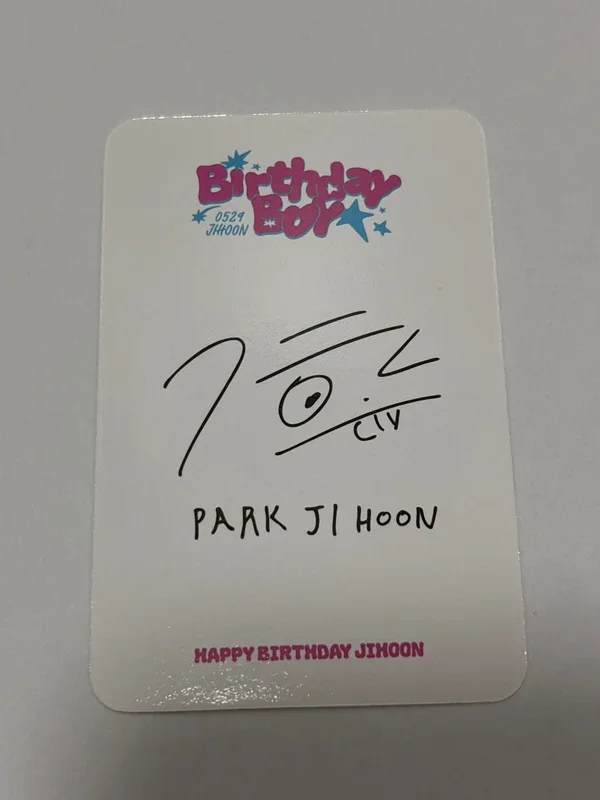 Birthday
Boy
0529
JIHOON
PARK JI HOON
HAPPY BIRTHDAY JIHOON